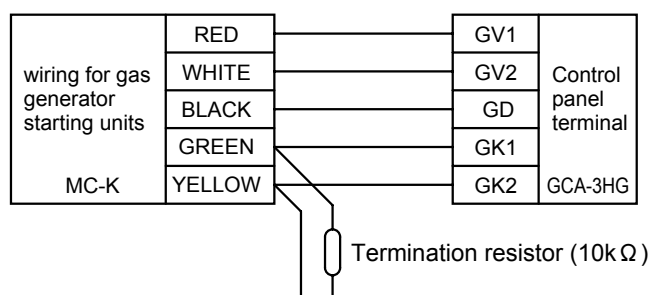 wiring for gas
generator
starting units
MC-K
RED
WHITE
BLACK
GREEN
YELLOW
GV1
GV2
GD
GK1
GK2
Control
panel
terminal
GCA-3HG
Termination resistor (10kΩ)